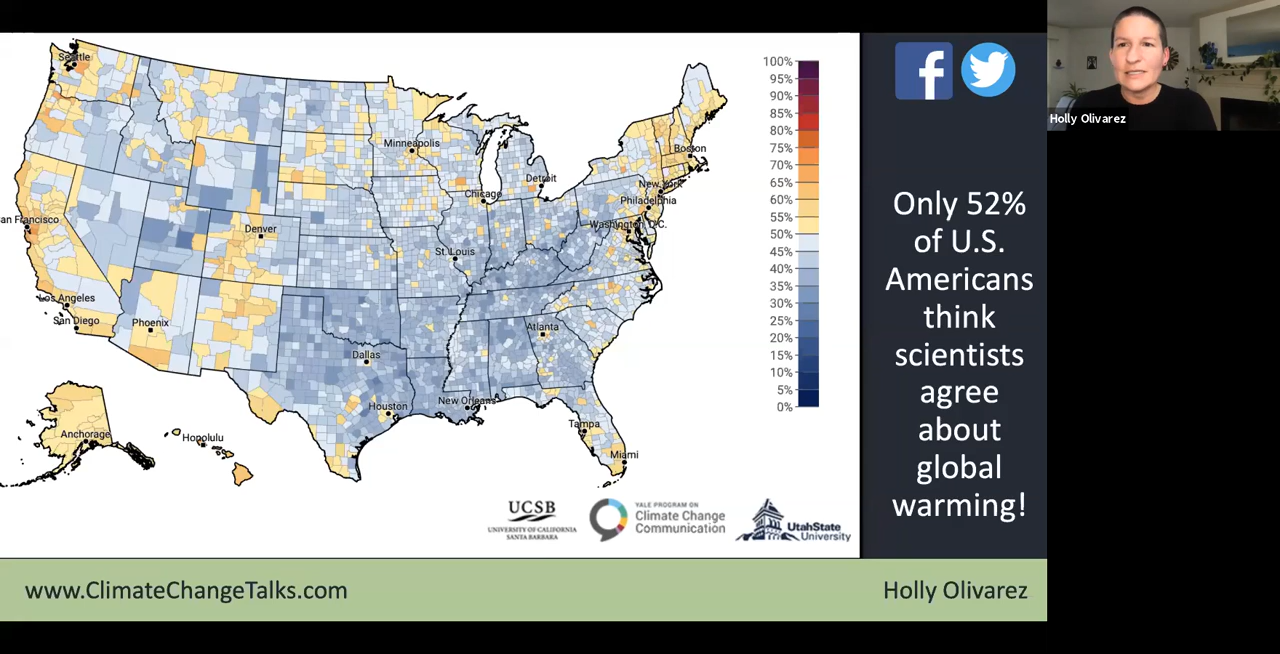 Seattle
Minneapolis
Boston
Detroit
New York
Chicago
Philadelphia
Washington, D.C.
an Francisco
Denver
St. Louis
Los Angeles
San Diego
Phoenix
Atlanta
Dallas
Houston
New Orleans
Anchorage
Honolulu
Tampa
Miami
100%
95%
90%
85%
80%
75%
70%
65%
60%
55%
50%
45%
40%
35%
30%
25%
20%
15%
10%
5%
0%
UCSB
UNIVERSITY OF CALIFORNIA
SANTA BARBARA
YALE PROGRAM ON
Climate Change
Communication
UtahState
University
f
Only 52%
of U.S.
Americans
think
scientists
agree
about
global
warming!
www.ClimateChangeTalks.com
Holly Olivarez
Holly Olivarez